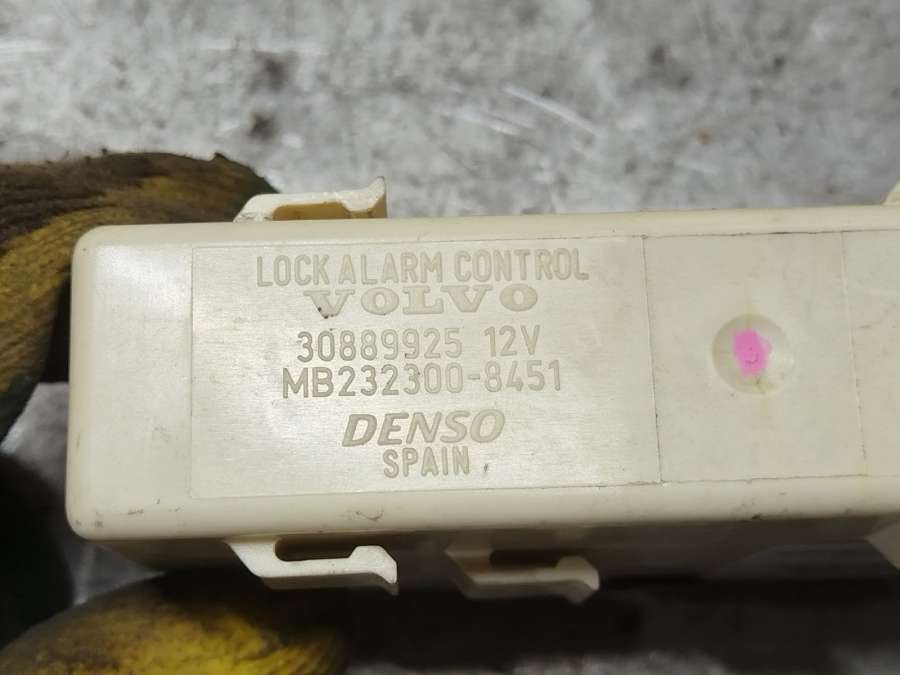 LOCK ALARM CONTROL
VOLVO
30889925 12V
MB232300-8451
DENSO
SPAIN